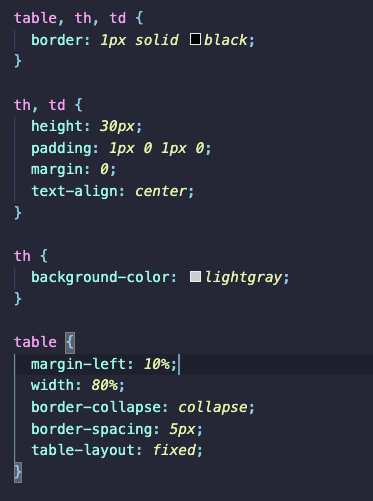 table, th, td {
border: 1px solid black;
}
th, td {
height: 30px;
padding: 1px 0 1px 0;
margin: 0;
text-align: center;
}
th {
background-color: lightgray;
}
table {
margin-left: 10%;
width: 80%;
border-collapse: collapse;
border-spacing: 5px;
table-layout: fixed;
}